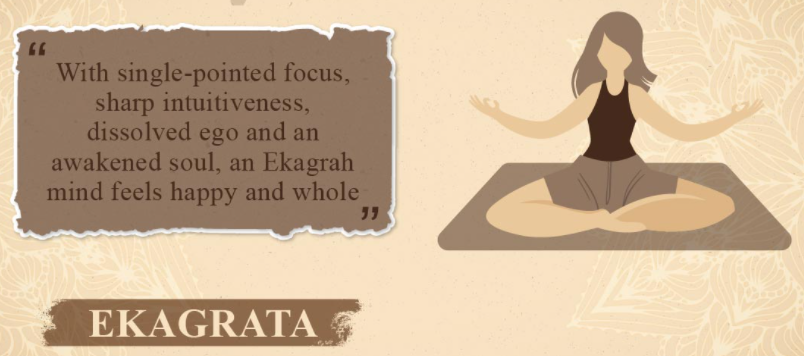 “
With single-pointed focus,
sharp intuitiveness,
dissolved ego and an
awakened soul, an Ekagrah
mind feels happy and whole
”
EKAGRATA